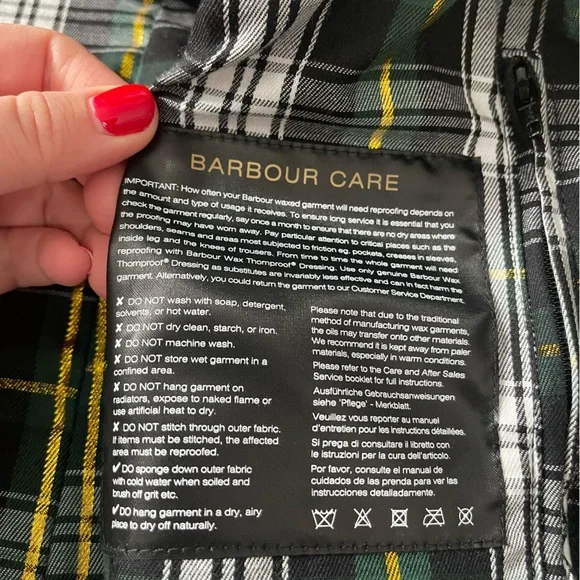 BARBOUR CARE
IMPORTANT: How often your Barbour waxed garment will need reproofing depends on
the amount and type of usage it receives. To ensure long service it is essential that you
check the garment regularly, say once a month to ensure that there are no dry areas where
the proofing may have worn away. Pay particular attention to critical places such as the
shoulders, seams and areas most subjected to friction eg. pockets, creases in sleeves,
inside leg and the knees of trousers. From time to time the whole garment will need
reproofing with Barbour Wax Thornproof® Dressing. Use only genuine Barbour Wax
Thornproof® Dressing as substitutes are invariably less effective and can in fact harm the
garment. Alternatively, you could return the garment to our Customer Service Department.
✗ DO NOT wash with soap, detergent,
solvents, or hot water.
✗ DO NOT dry clean, starch, or iron.
✗ DO NOT machine wash.
✗ DO NOT store wet garment in a
confined area.
✗ DO NOT hang garment on
radiators, expose to naked flame or
use artificial heat to dry.
✗ DO NOT stitch through outer fabric.
If items must be stitched, the affected
area must be reproofed.
✓ DO sponge down outer fabric
with cold water when soiled and
brush off grit etc.
✓ DO hang garment in a dry, airy
place to dry off naturally.
Please note that due to the traditional
method of manufacturing wax garments,
the oils may transfer onto other materials.
We recommend it is kept away from paler
materials, especially in warm conditions.
Please refer to the Care and After Sales
Service booklet for full instructions.
Ausführliche Gebrauchsanweisungen
siehe 'Pflege' - Merkblatt.
Veuillez vous reporter au manuel
d'entretien pour les instructions détaillées.
Si prega di consultare il libretto con
le istruzioni per la cura dell'articolo.
Por favor, consulte el manual de
cuidados de las prenda para ver las
instrucciones detalladas.